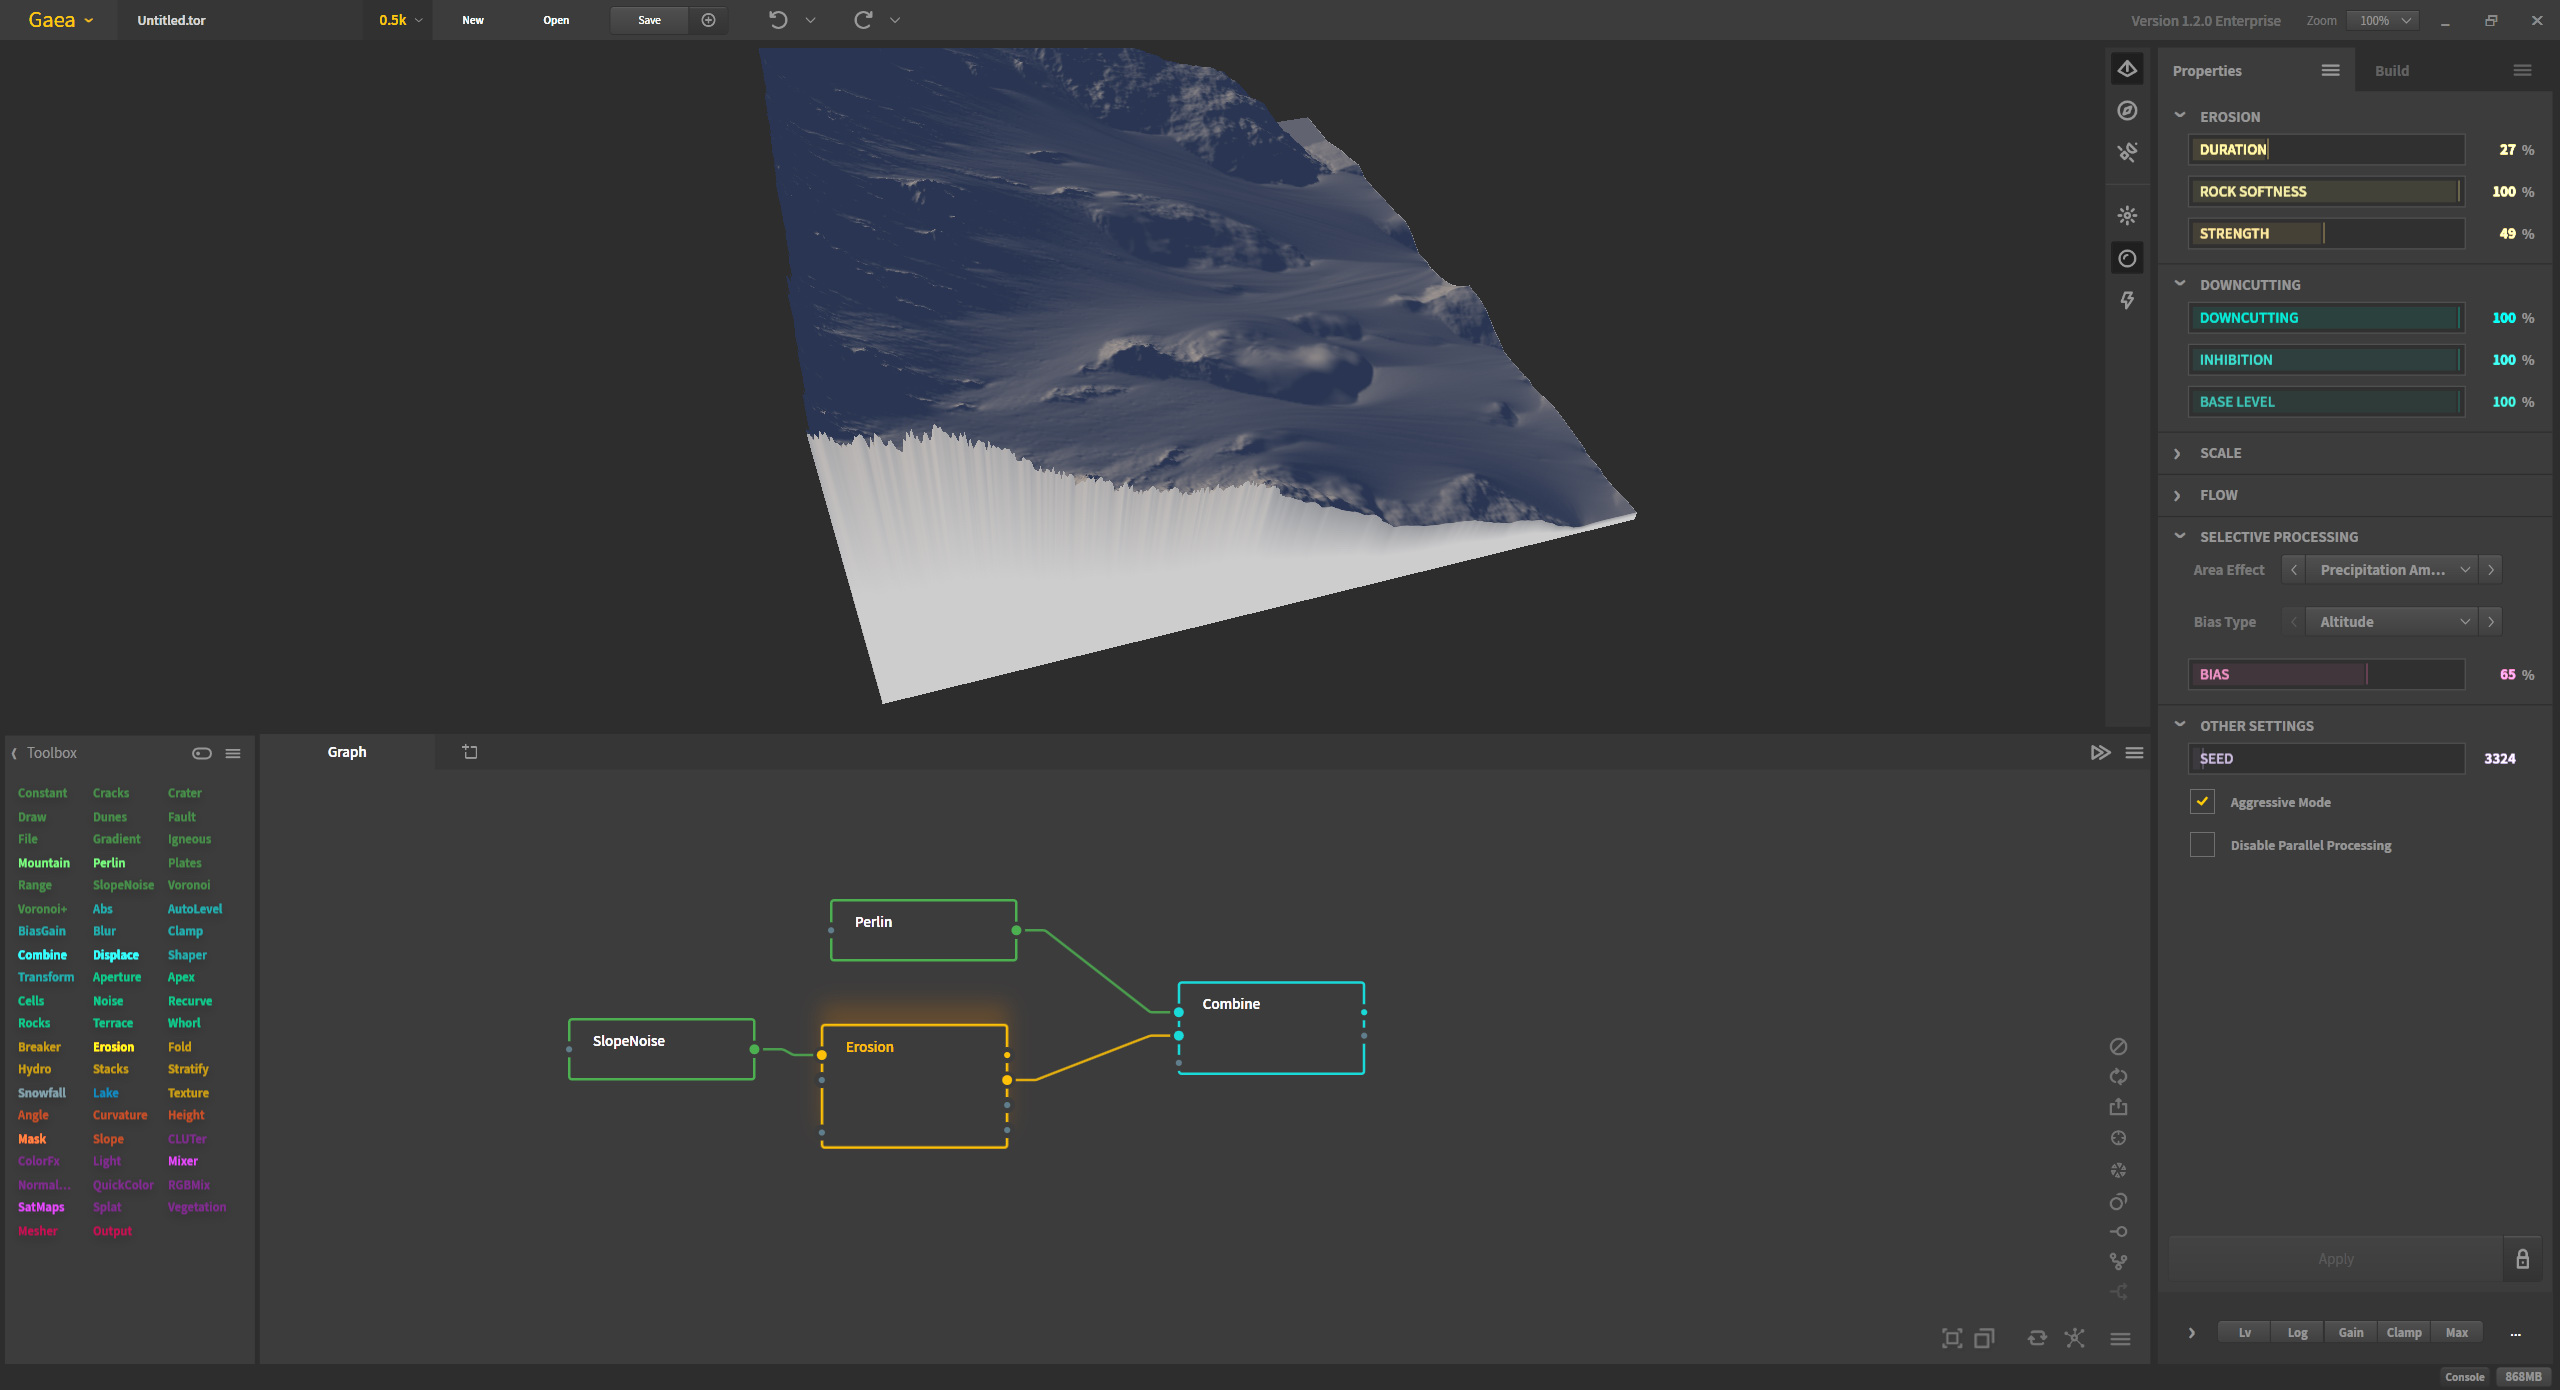 Gaea Untitled.tor 0.5k New Open Save Version 1.2.0 Enterprise Zoom 100%
Properties Build
EROSION
DURATION 27 %
ROCK SOFTNESS 100 %
STRENGTH 49 %
DOWNCUTTING
DOWNCUTTING 100 %
INHIBITION 100 %
BASE LEVEL 100 %
SCALE
FLOW
SELECTIVE PROCESSING
Area Effect Precipitation Am...
Bias Type Altitude
BIAS 65 %
OTHER SETTINGS
SEED 3324
Aggressive Mode
Disable Parallel Processing
Apply
Lv Log Gain Clamp Max ...
Toolbox
Constant Cracks Crater
Draw Dunes Fault
File Gradient Igneous
Mountain Perlin Plates
Range SlopeNoise Voronoi
Voronoi+ Abs AutoLevel
BiasGain Blur Clamp
Combine Displace Shaper
Transform Aperture Apex
Cells Noise Recurve
Rocks Terrace Whorl
Breaker Erosion Fold
Hydro Stacks Stratify
Snowfall Lake Texture
Angle Curvature Height
Mask Slope CLUTer
ColorFx Light Mixer
Normal... QuickColor RGBMix
SatMaps Splat Vegetation
Mesher Output
Graph
Perlin
Combine
SlopeNoise
Erosion
Console 868MB